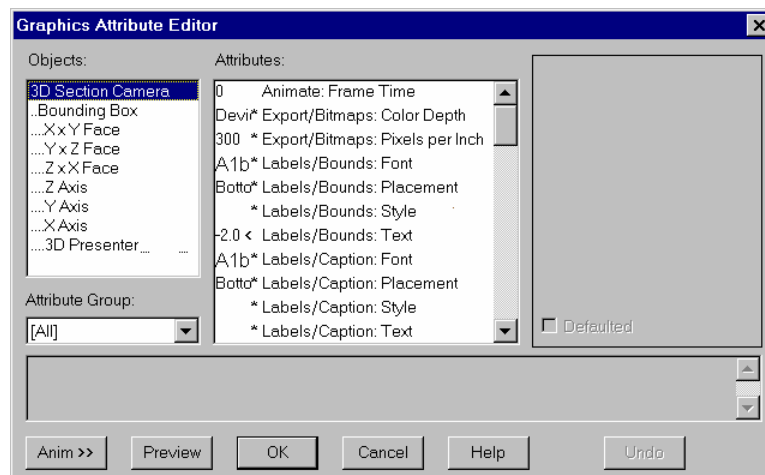 Graphics Attribute Editor
Objects:
3D Section Camera
..Bounding Box
...X x Y Face
...Y x Z Face
...Z x X Face
...Z Axis
...Y Axis
...X Axis
....3D Presenter
Attribute Group:
[All]
Attributes:
0 Animate: Frame Time
Devi* Export/Bitmaps: Color Depth
300 * Export/Bitmaps: Pixels per Inch
A1b* Labels/Bounds: Font
Botto* Labels/Bounds: Placement
* Labels/Bounds: Style
-2.0 < Labels/Bounds: Text
A1b* Labels/Caption: Font
Botto* Labels/Caption: Placement
* Labels/Caption: Style
* Labels/Caption: Text
Defaulted
Anim >>
Preview
OK
Cancel
Help
Undo